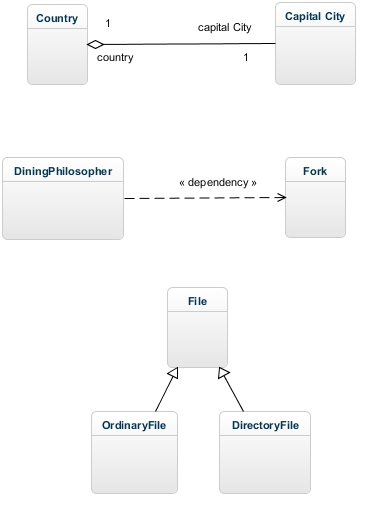 Country
1
capital City
Capital City
country
1
DiningPhilosopher
« dependency »
Fork
File
OrdinaryFile
DirectoryFile